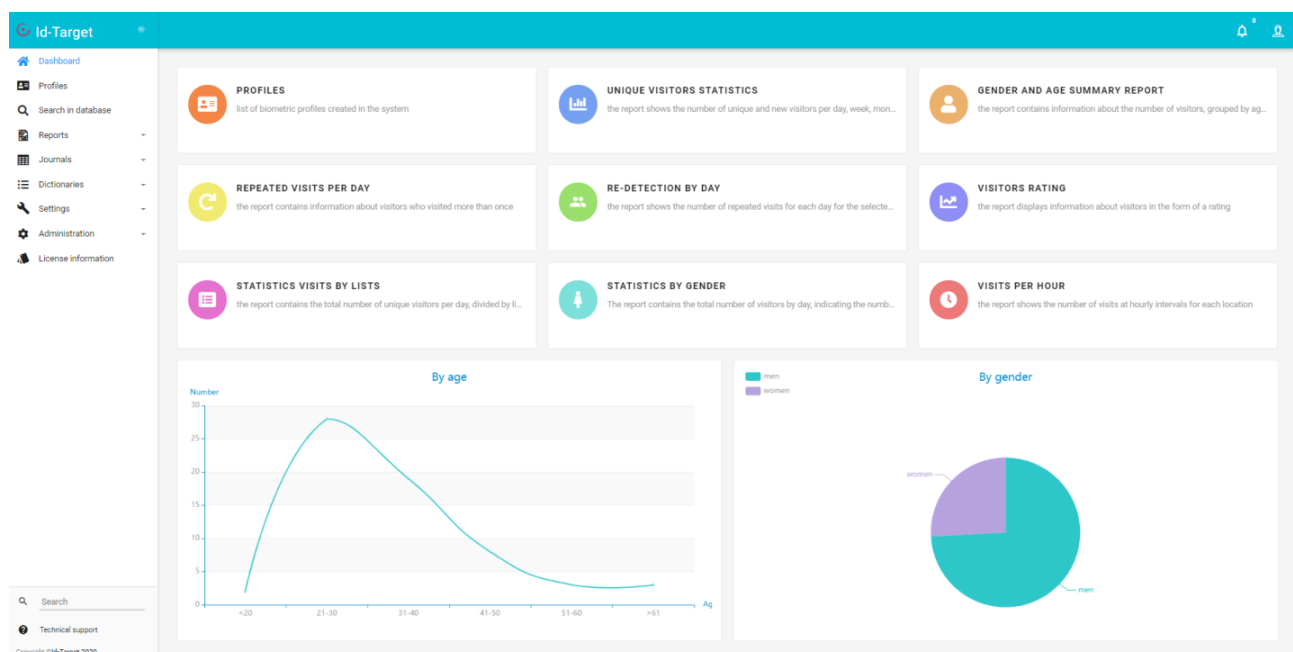 Id-Target
0
Dashboard
Profiles
Search in database
Reports
Journals
Dictionaries
Settings
Administration
License information
PROFILES
list of biometric profiles created in the system
UNIQUE VISITORS STATISTICS
the report shows the number of unique and new visitors per day, week, mon...
GENDER AND AGE SUMMARY REPORT
the report contains information about the number of visitors, grouped by ag...
REPEATED VISITS PER DAY
the report contains information about visitors who visited more than once
RE-DETECTION BY DAY
the report shows the number of repeated visits for each day for the selecte...
VISITORS RATING
the report displays information about visitors in the form of a rating
STATISTICS VISITS BY LISTS
the report contains the total number of unique visitors per day, divided by li...
STATISTICS BY GENDER
The report contains the total number of visitors by day, indicating the numb...
VISITS PER HOUR
the report shows the number of visits at hourly intervals for each location
By age
Number
30
25
20
15
10
5
0
<20
21-30
31-40
41-50
51-60
>61
Ag
men
women
By gender
women
men
Search
Technical support
Copyright ©Id-Target 2020